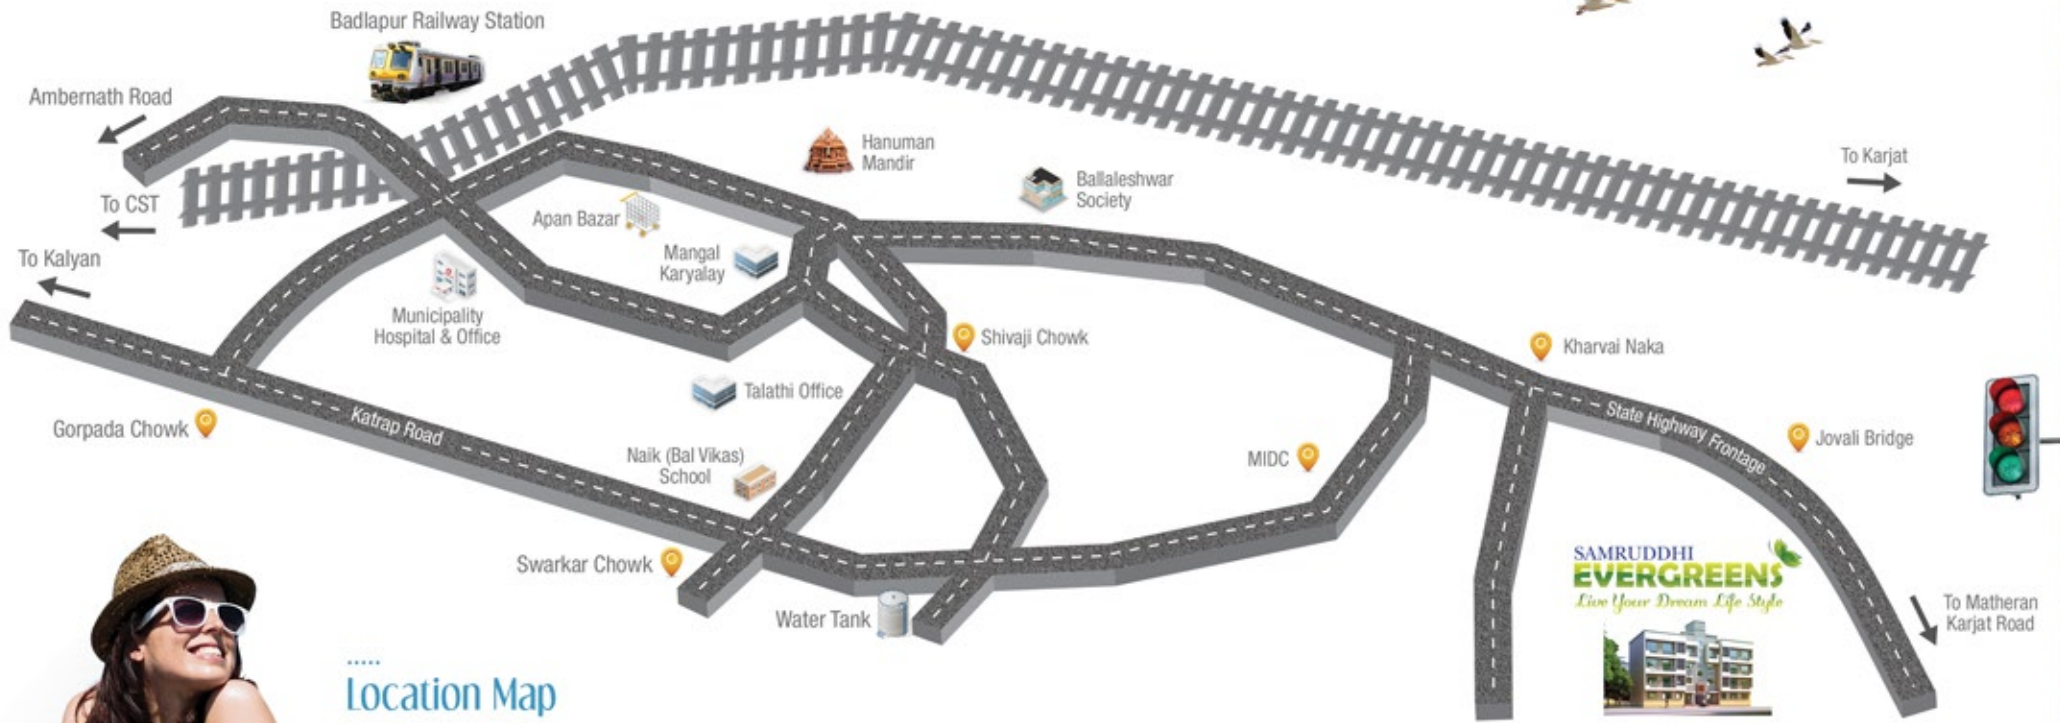 Badlapur Railway Station
Ambernath Road
To CST
To Kalyan
Hanuman
Mandir
Ballaleshwar
Society
To Karjat
Apan Bazar
Mangal
Karyalay
Municipality
Hospital & Office
Shivaji Chowk
Kharvai Naka
Talathi Office
Gorpada Chowk
Katrap Road
State Highway Frontage
Jovali Bridge
Naik (Bal Vikas)
School
MIDC
Swarkar Chowk
Water Tank
SAMRUDDHI
EVERGREENS
Live Your Dream Life Style
To Matheran
Karjat Road
Location Map